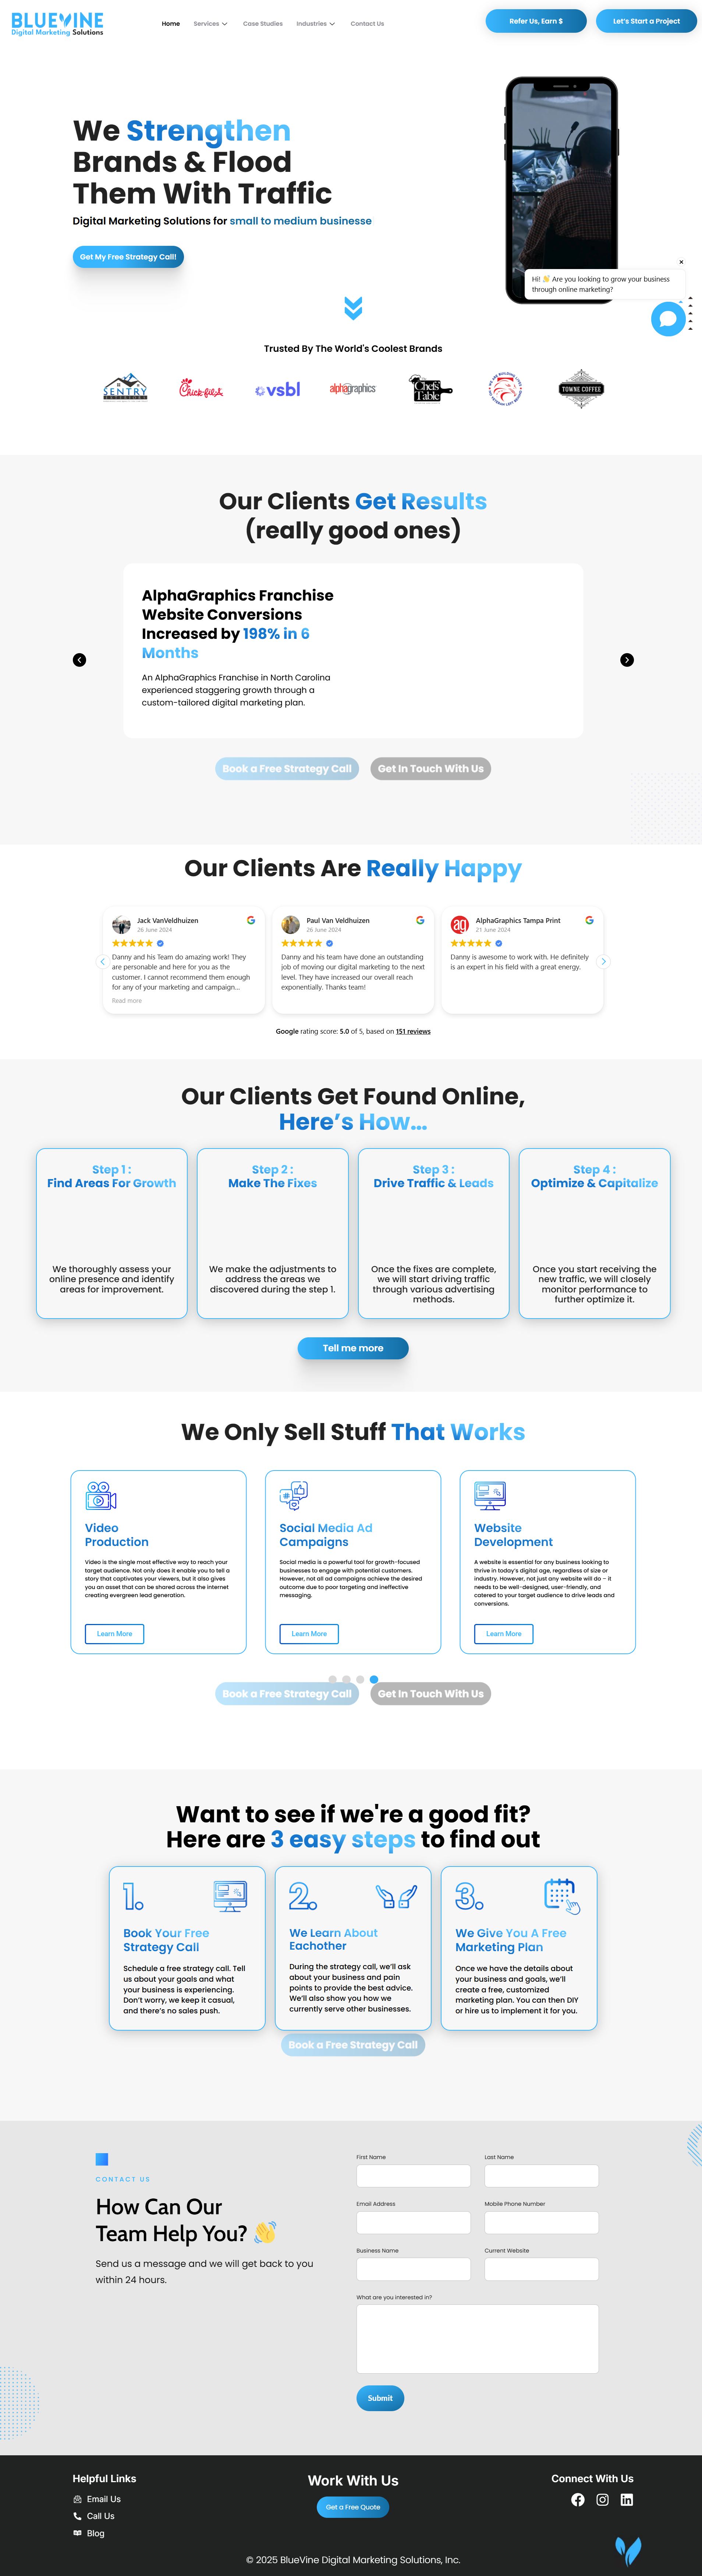 BLUEVINE
Digital Marketing Solutions
Home
Services
Case Studies
Industries
Contact Us
Refer Us, Earn $
Let's Start a Project
We Strengthen
Brands & Flood
Them With Traffic
Digital Marketing Solutions for small to medium businesse
Get My Free Strategy Call!
Hi! 👋 Are you looking to grow your business
through online marketing?
Trusted By The World's Coolest Brands
SENTRY
Chick-fil-A
vsbl
alphagraphics
Chefs
Table
TOWNE COFFEE
Our Clients Get Results
(really good ones)
AlphaGraphics Franchise
Website Conversions
Increased by 198% in 6
Months
An AlphaGraphics Franchise in North Carolina
experienced staggering growth through a
custom-tailored digital marketing plan.
Book a Free Strategy Call
Get In Touch With Us
Our Clients Are Really Happy
Jack VanVeldhuizen
26 June 2024
Danny and his Team do amazing work! They
are personable and here for you as the
customer. I cannot recommend them enough
for any of your marketing and campaign...
Read more
Paul Van Veldhuizen
26 June 2024
Danny and his team have done an outstanding
job of moving our digital marketing to the next
level. They have increased our overall reach
exponentially. Thanks team!
ag
AlphaGraphics Tampa Print
21 June 2024
Danny is awesome to work with. He definitely
is an expert in his field with a great energy.
Google rating score: 5.0 of 5, based on 151 reviews
Our Clients Get Found Online,
Here's How...
Step 1 :
Find Areas For Growth
We thoroughly assess your
online presence and identify
areas for improvement.
Step 2 :
Make The Fixes
We make the adjustments to
address the areas we
discovered during the step 1.
Step 3 :
Drive Traffic & Leads
Once the fixes are complete,
we will start driving traffic
through various advertising
methods.
Step 4 :
Optimize & Capitalize
Once you start receiving the
new traffic, we will closely
monitor performance to
further optimize it.
Tell me more
We Only Sell Stuff That Works
Video
Production
Video is the single most effective way to reach your
target audience. Not only does it enable you to tell a
story that captivates your viewers, but it also gives
you an asset that can be shared across the internet
creating evergreen lead generation.
Learn More
Social Media Ad
Campaigns
Social media is a powerful tool for growth-focused
businesses to engage with potential customers.
However, not all ad campaigns achieve the desired
outcome due to poor targeting and ineffective
messaging.
Learn More
Website
Development
A website is essential for any business looking to
thrive in today's digital age, regardless of size or
industry. However, not just any website will do – it
needs to be well-designed, user-friendly, and
catered to your target audience to drive leads and
conversions.
Learn More
Book a Free Strategy Call
Get In Touch With Us
Want to see if we're a good fit?
Here are 3 easy steps to find out
1.
Book Your Free
Strategy Call
Schedule a free strategy call. Tell
us about your goals and what
your business is experiencing.
Don't worry, we keep it casual,
and there's no sales push.
2.
We Learn About
Eachother
During the strategy call, we'll ask
about your business and pain
points to provide the best advice.
We'll also show you how we
currently serve other businesses.
3.
We Give You A Free
Marketing Plan
Once we have the details about
your business and goals, we'll
create a free, customized
marketing plan. You can then DIY
or hire us to implement it for you.
Book a Free Strategy Call
CONTACT US
How Can Our
Team Help You? 👋
Send us a message and we will get back to you
within 24 hours.
First Name
Last Name
Email Address
Mobile Phone Number
Business Name
Current Website
What are you interested in?
Submit
Helpful Links
Email Us
Call Us
Blog
Work With Us
Get a Free Quote
Connect With Us
© 2025 BlueVine Digital Marketing Solutions, Inc.